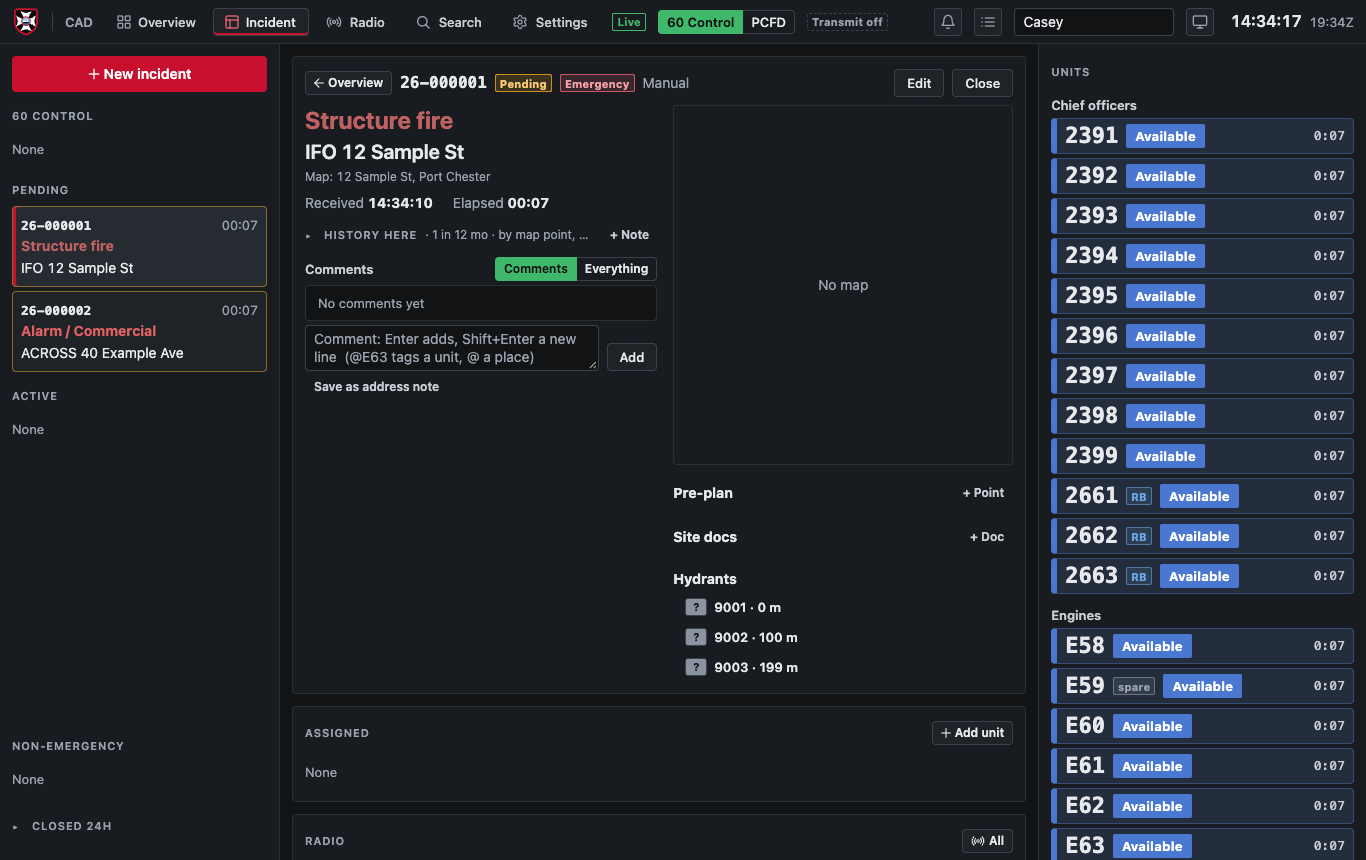 CAD
Overview
Incident
Radio
Search
Settings
Live
60 Control
PCFD
Transmit off
Casey
14:34:17 19:34Z
+ New incident
60 CONTROL
None
PENDING
26-000001 00:07
Structure fire
IFO 12 Sample St
26-000002 00:07
Alarm / Commercial
ACROSS 40 Example Ave
ACTIVE
None
NON-EMERGENCY
None
CLOSED 24H
← Overview 26-000001 Pending Emergency Manual Edit Close
Structure fire
IFO 12 Sample St
Map: 12 Sample St, Port Chester
Received 14:34:10 Elapsed 00:07
HISTORY HERE · 1 in 12 mo · by map point, ... + Note
Comments Comments Everything
No comments yet
Comment: Enter adds, Shift+Enter a new
line (@E63 tags a unit, @ a place)
Add
Save as address note
No map
Pre-plan + Point
Site docs + Doc
Hydrants
? 9001 · 0 m
? 9002 · 100 m
? 9003 · 199 m
ASSIGNED + Add unit
None
RADIO All
UNITS
Chief officers
2391 Available 0:07
2392 Available 0:07
2393 Available 0:07
2394 Available 0:07
2395 Available 0:07
2396 Available 0:07
2397 Available 0:07
2398 Available 0:07
2399 Available 0:07
2661 RB Available 0:07
2662 RB Available 0:07
2663 RB Available 0:07
Engines
E58 Available 0:07
E59 spare Available 0:07
E60 Available 0:07
E61 Available 0:07
E62 Available 0:07
E63 Available 0:07